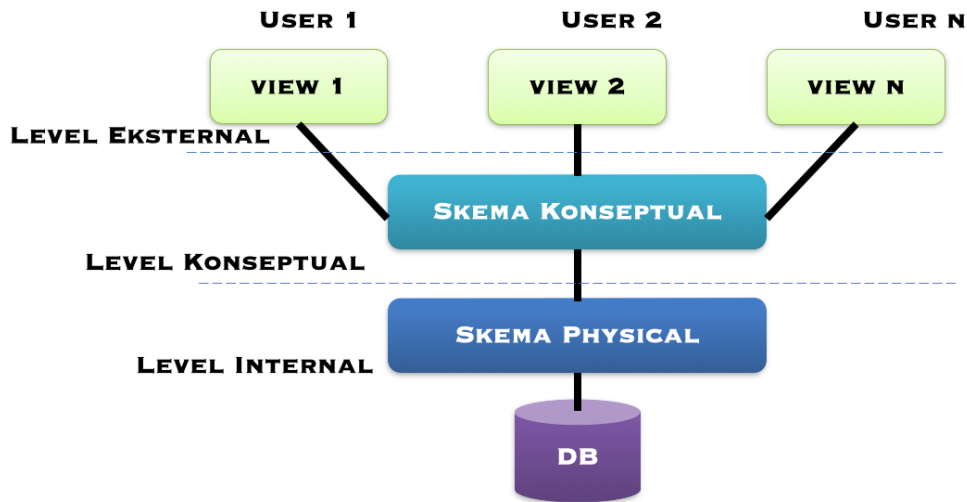 User 1
User 2
User n
view 1
view 2
view n
Level Eksternal
Skema Konseptual
Level Konseptual
Skema Physical
Level Internal
DB